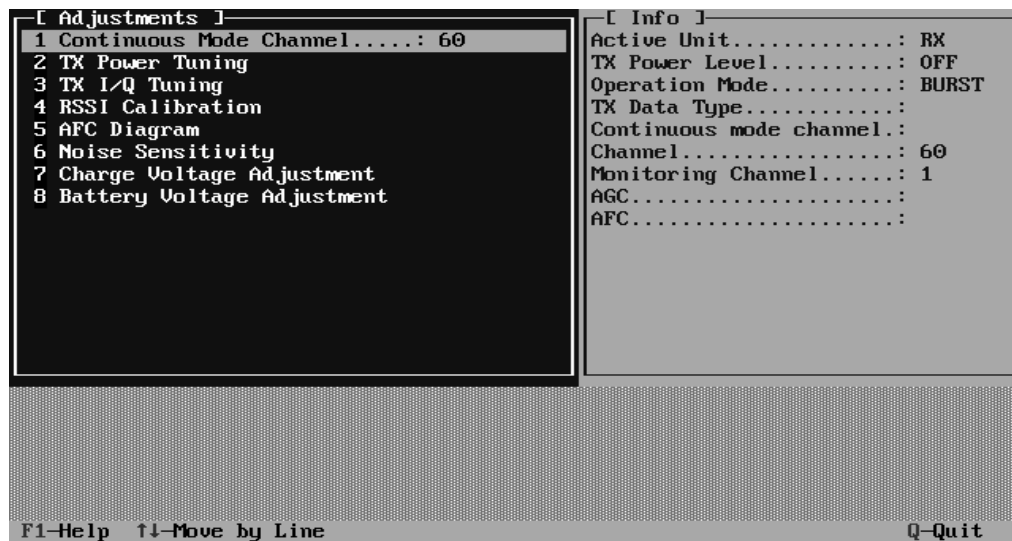 [ Adjustments ]
1 Continuous Mode Channel.....: 60
2 TX Power Tuning
3 TX I/Q Tuning
4 RSSI Calibration
5 AFC Diagram
6 Noise Sensitivity
7 Charge Voltage Adjustment
8 Battery Voltage Adjustment
[ Info ]
Active Unit.............: RX
TX Power Level..........: OFF
Operation Mode..........: BURST
TX Data Type............:
Continuous mode channel.:
Channel.................: 60
Monitoring Channel......: 1
AGC.....................:
AFC.....................:
F1-Help ↑↓-Move by Line Q-Quit